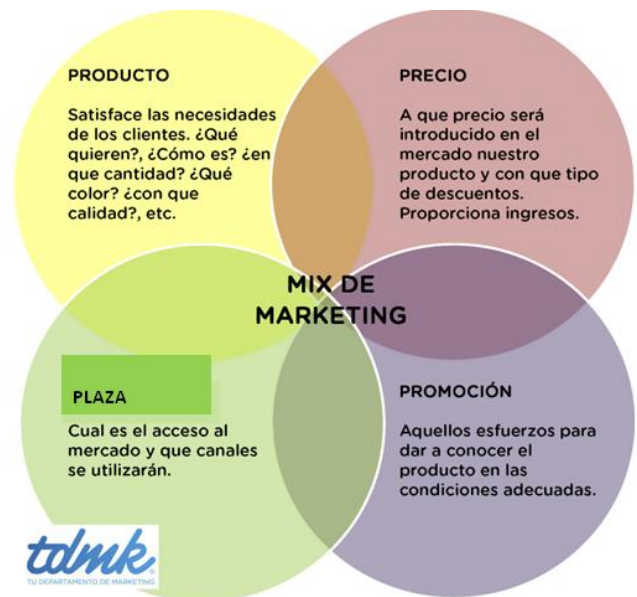 PRODUCTO
Satisface las necesidades
de los clientes. ¿Qué
quieren?, ¿Cómo es? ¿en
que cantidad? ¿Qué
color? ¿con que
calidad?, etc.
PRECIO
A que precio será
introducido en el
mercado nuestro
producto y con que tipo
de descuentos.
Proporciona ingresos.
MIX DE
MARKETING
PLAZA
Cual es el acceso al
mercado y que canales
se utilizarán.
PROMOCIÓN
Aquellos esfuerzos para
dar a conocer el
producto en las
condiciones adecuadas.
tdmk
TU DEPARTAMENTO DE MARKETING